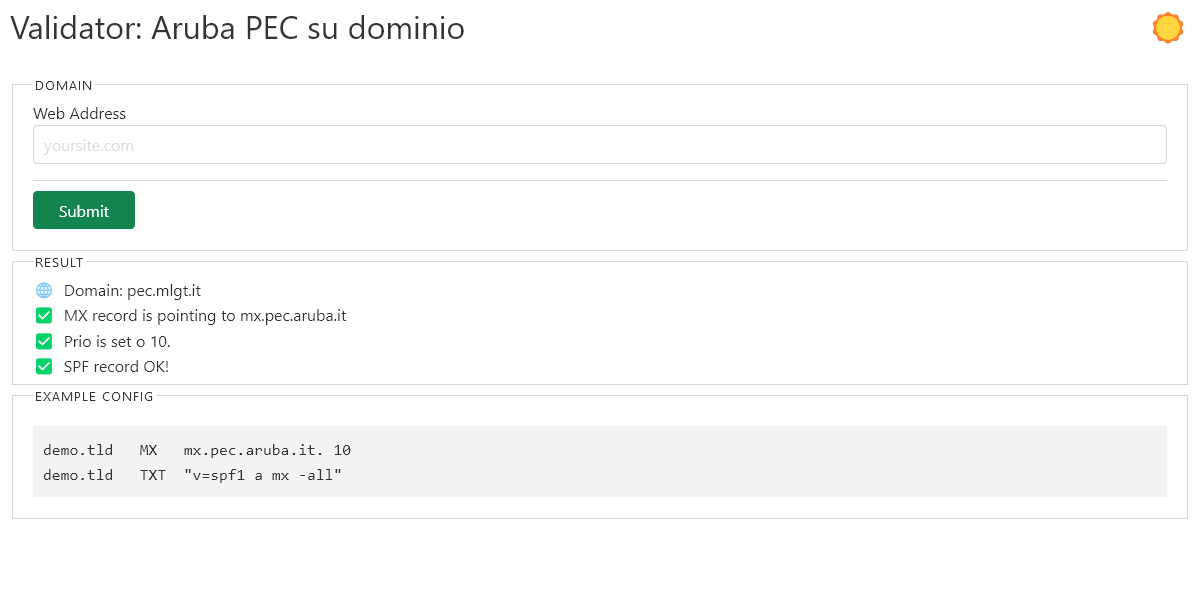 Validator: Aruba PEC su dominio
DOMAIN
Web Address
yoursite.com
Submit
RESULT
Domain: pec.mlgt.it
MX record is pointing to mx.pec.aruba.it
Prio is set o 10.
SPF record OK!
EXAMPLE CONFIG
demo.tld   MX   mx.pec.aruba.it. 10
demo.tld   TXT  "v=spf1 a mx -all"